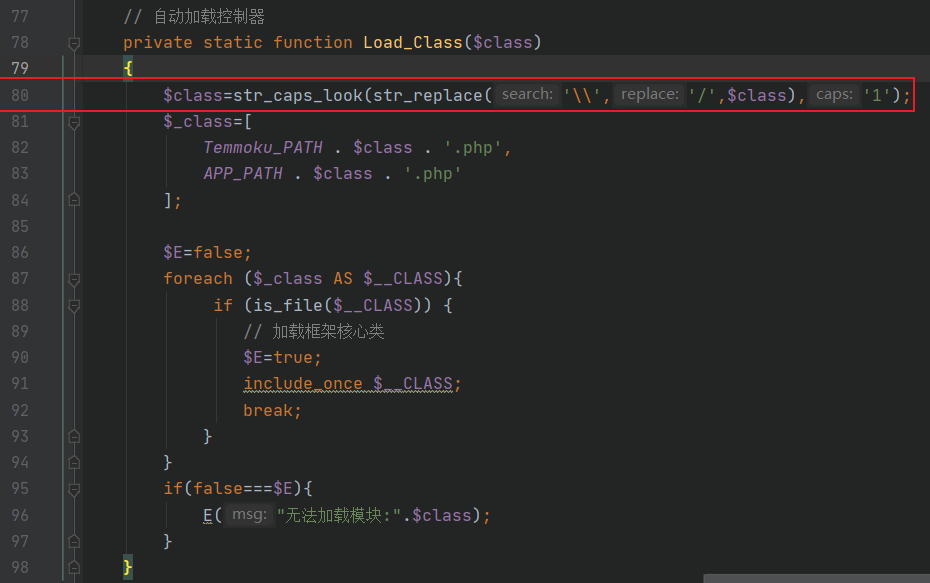 77 // 自动加载控制器
78 private static function Load_Class($class)
79 {
80 $class=str_caps_look(str_replace( search: '\\', replace: '/',$class), caps: '1');
81 $_class=[
82 Temmoku_PATH . $class . '.php',
83 APP_PATH . $class . '.php'
84 ];
85
86 $E=false;
87 foreach ($_class AS $__CLASS){
88 if (is_file($__CLASS)) {
89 // 加载框架核心类
90 $E=true;
91 include_once $__CLASS;
92 break;
93 }
94 }
95 if(false===$E){
96 E( msg: "无法加载模块:".$class);
97 }
98 }